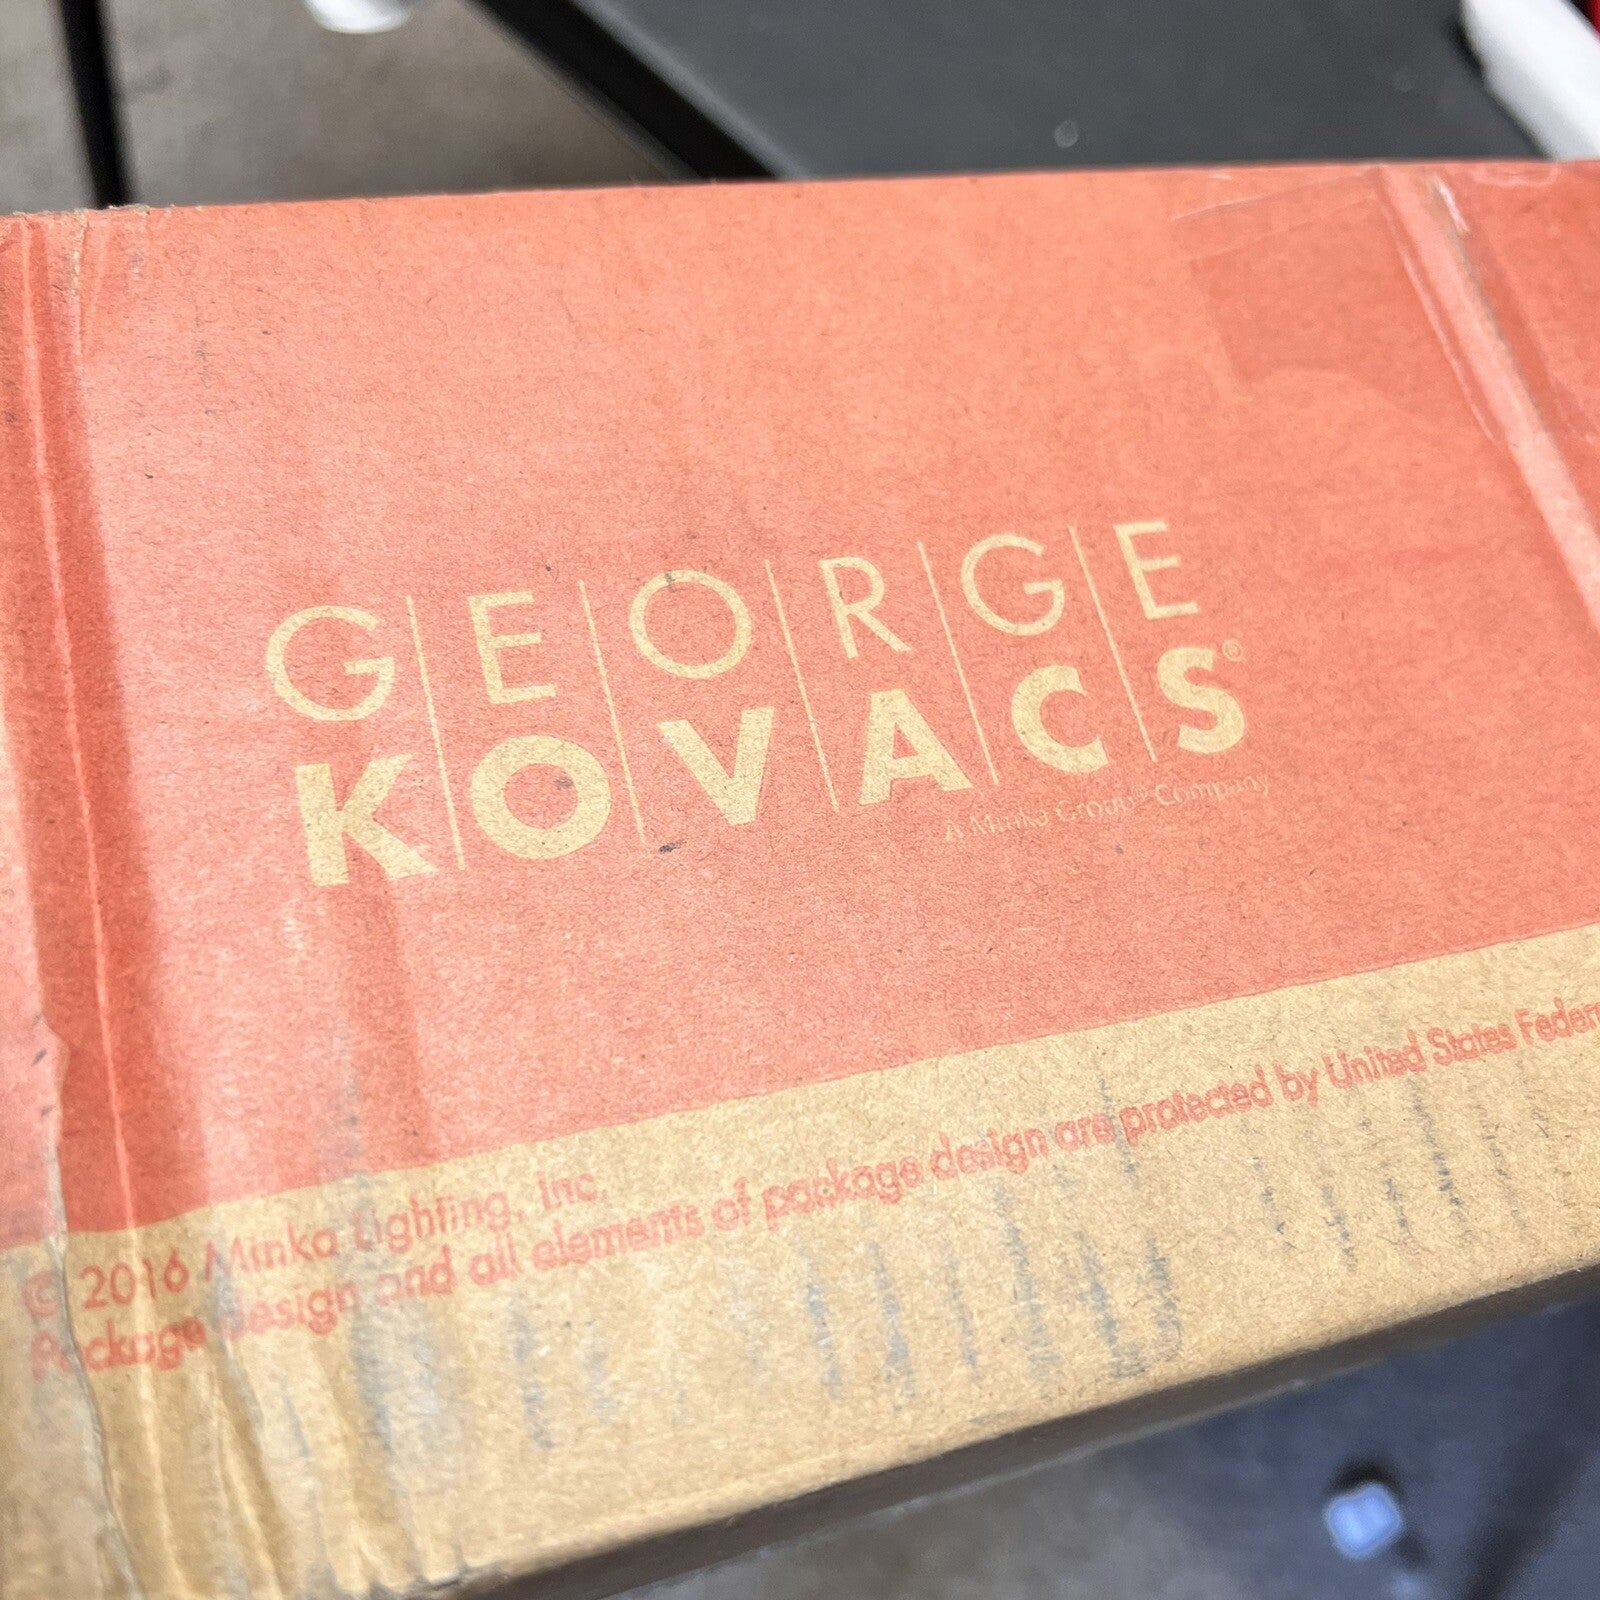 GEORGE
KOVACS®
A Minka Group® Company
© 2016 Minka Lighting, Inc.
Package design and all elements of package design are protected by United States Federa